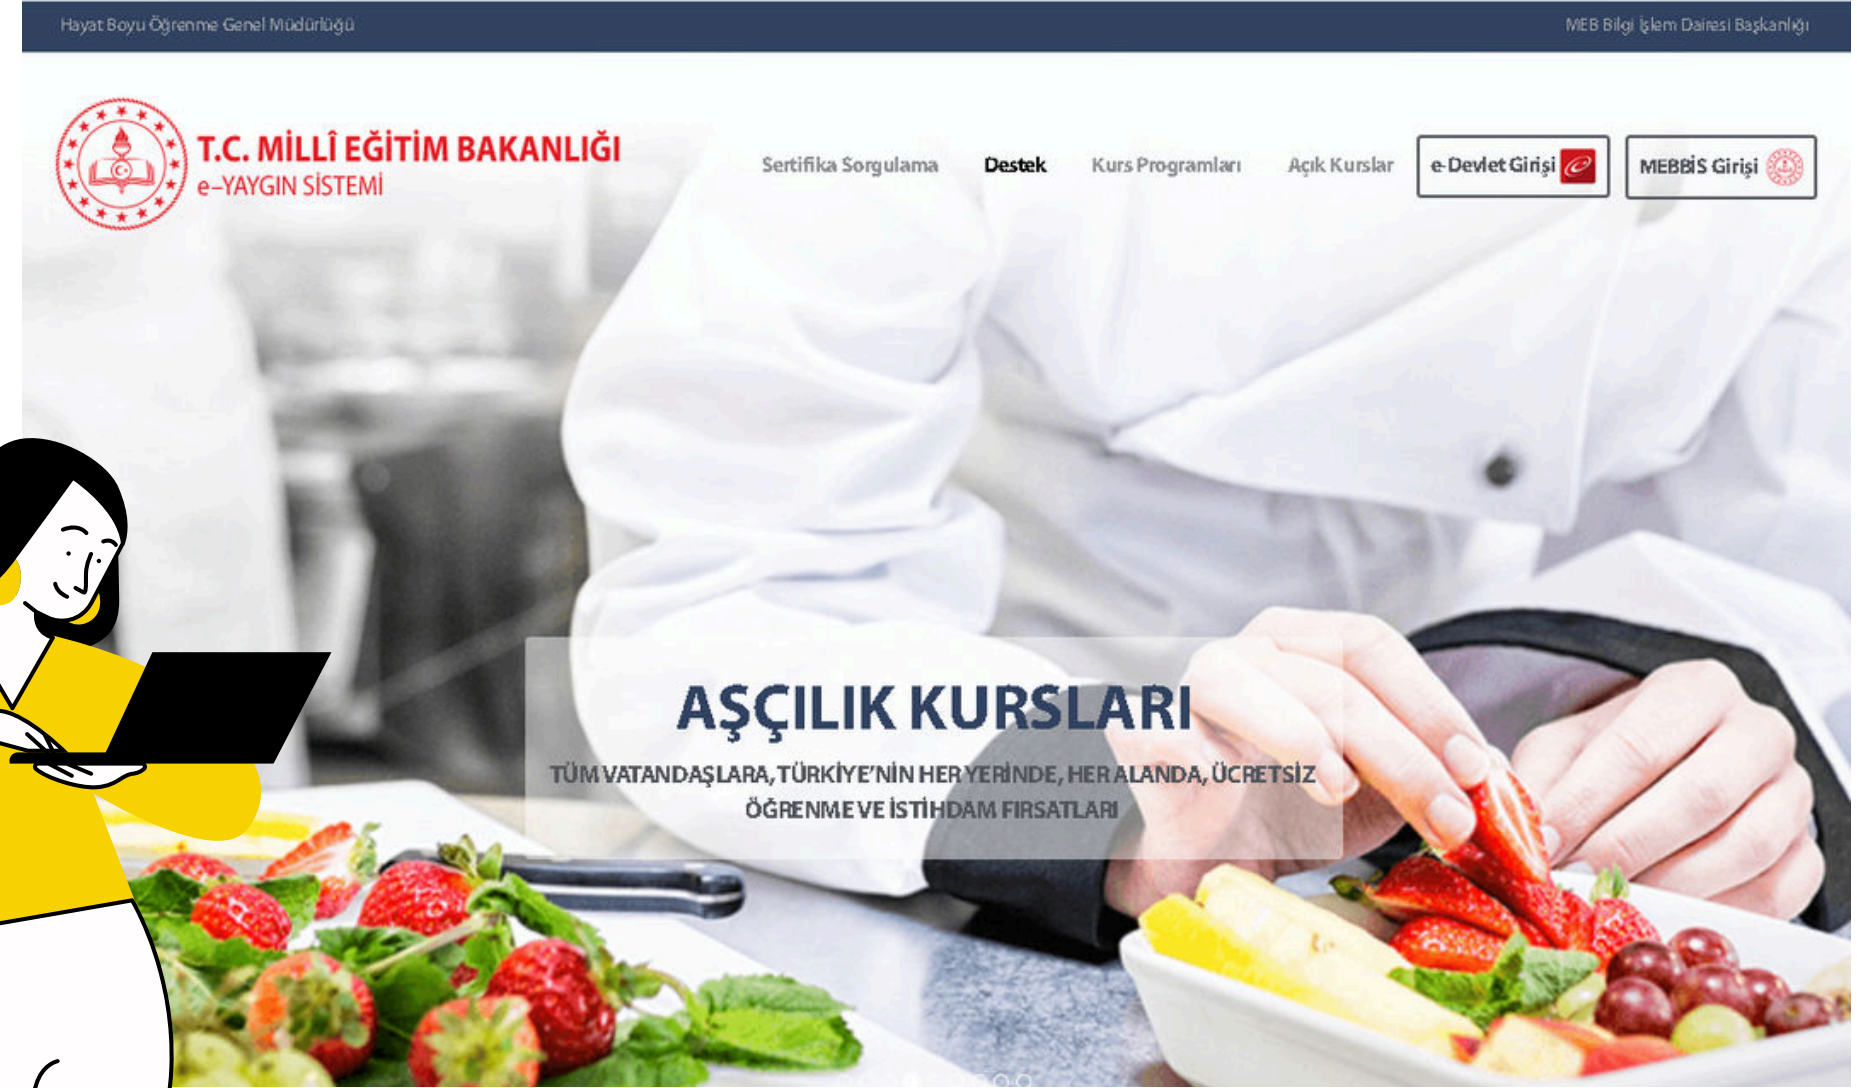 Hayat Boyu Öğrenme Genel Müdürlüğü
MEB Bilgi İşlem Dairesi Başkanlığı
T.C. MİLLÎ EĞİTİM BAKANLIĞI
e–YAYGIN SİSTEMİ
Sertifika Sorgulama
Destek
Kurs Programları
Açık Kurslar
e-Devlet Girişi
MEBBİS Girişi
AŞÇILIK KURSLARI
TÜM VATANDAŞLARA, TÜRKİYE'NİN HER YERİNDE, HER ALANDA, ÜCRETSİZ
ÖĞRENME VE İSTİHDAM FIRSATLARI